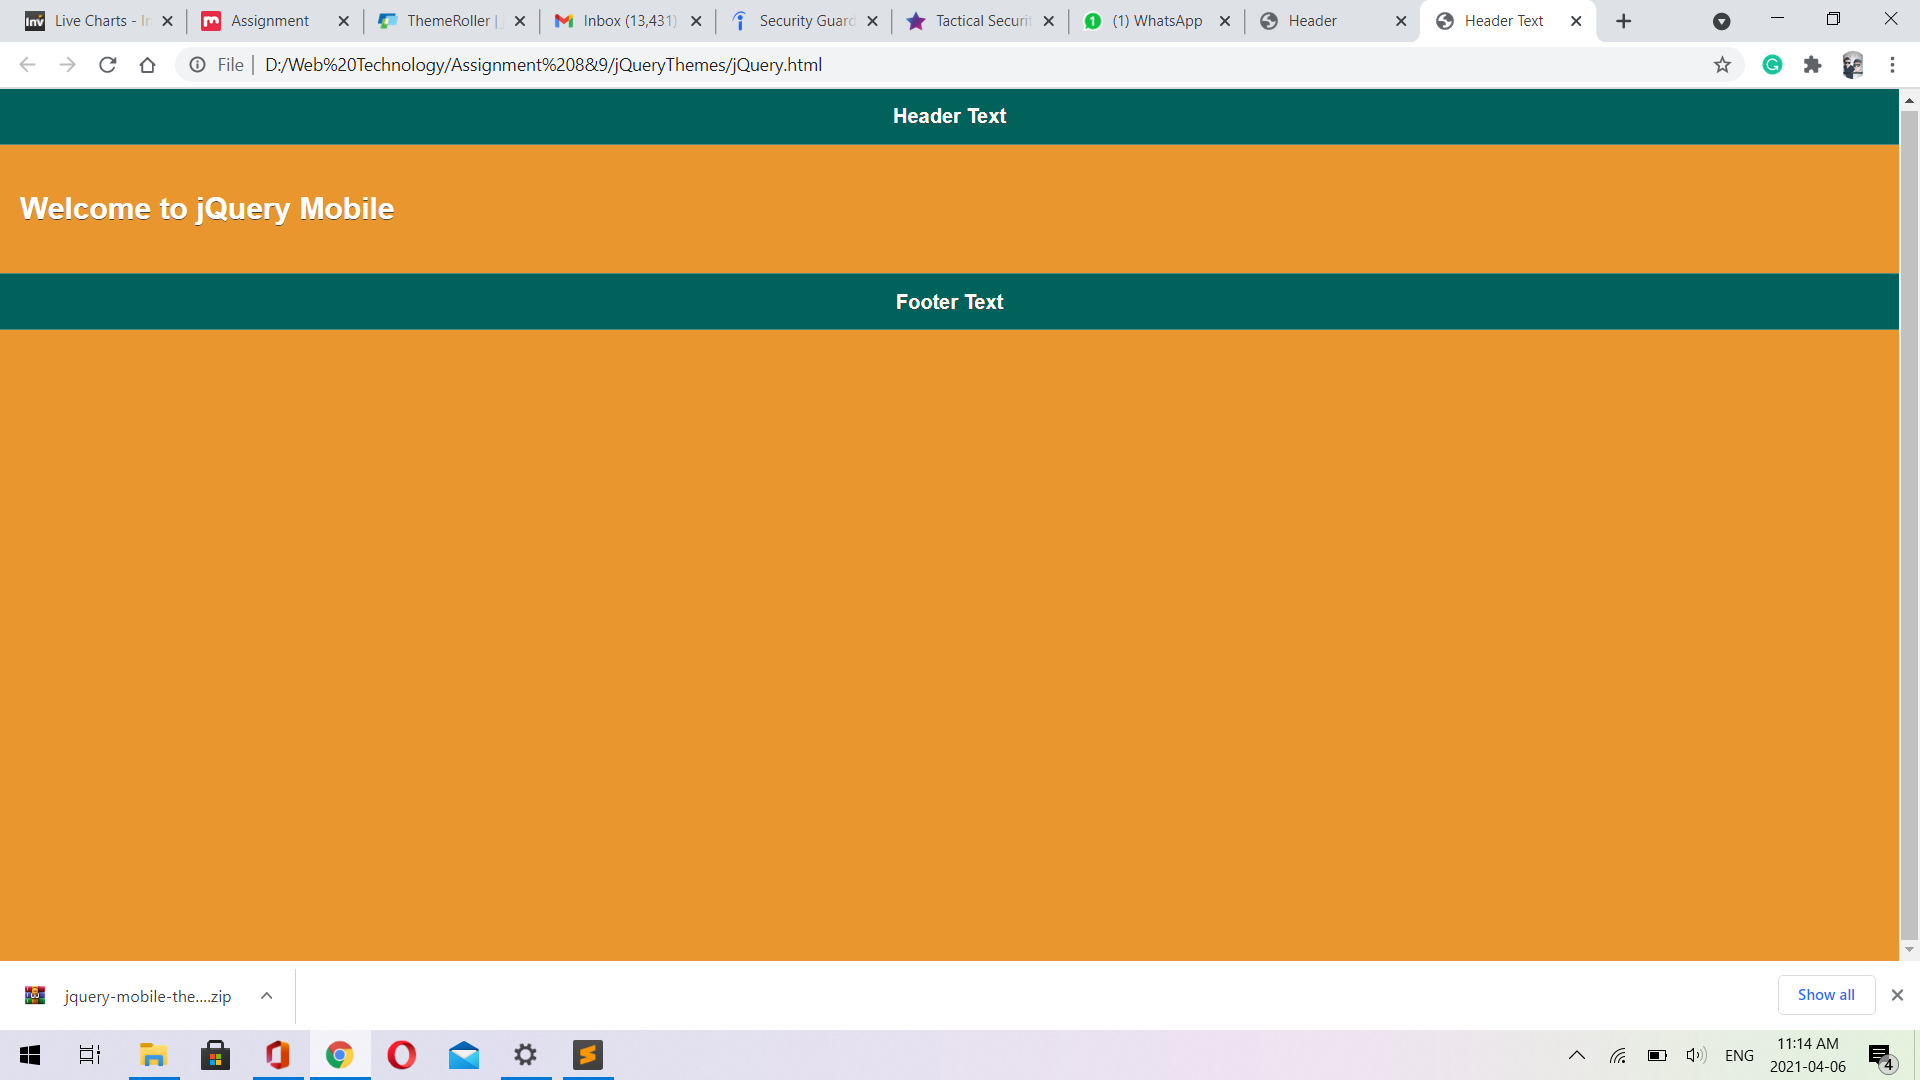 Inv Live Charts - In
m Assignment
ThemeRoller |
Inbox (13,431)
Security Guard
Tactical Securit
1 (1) WhatsApp
Header
Header Text
File | D:/Web%20Technology/Assignment%208&9/jQueryThemes/jQuery.html
Header Text
Welcome to jQuery Mobile
Footer Text
jquery-mobile-the....zip
Show all
ENG
11:14 AM
2021-04-06
4